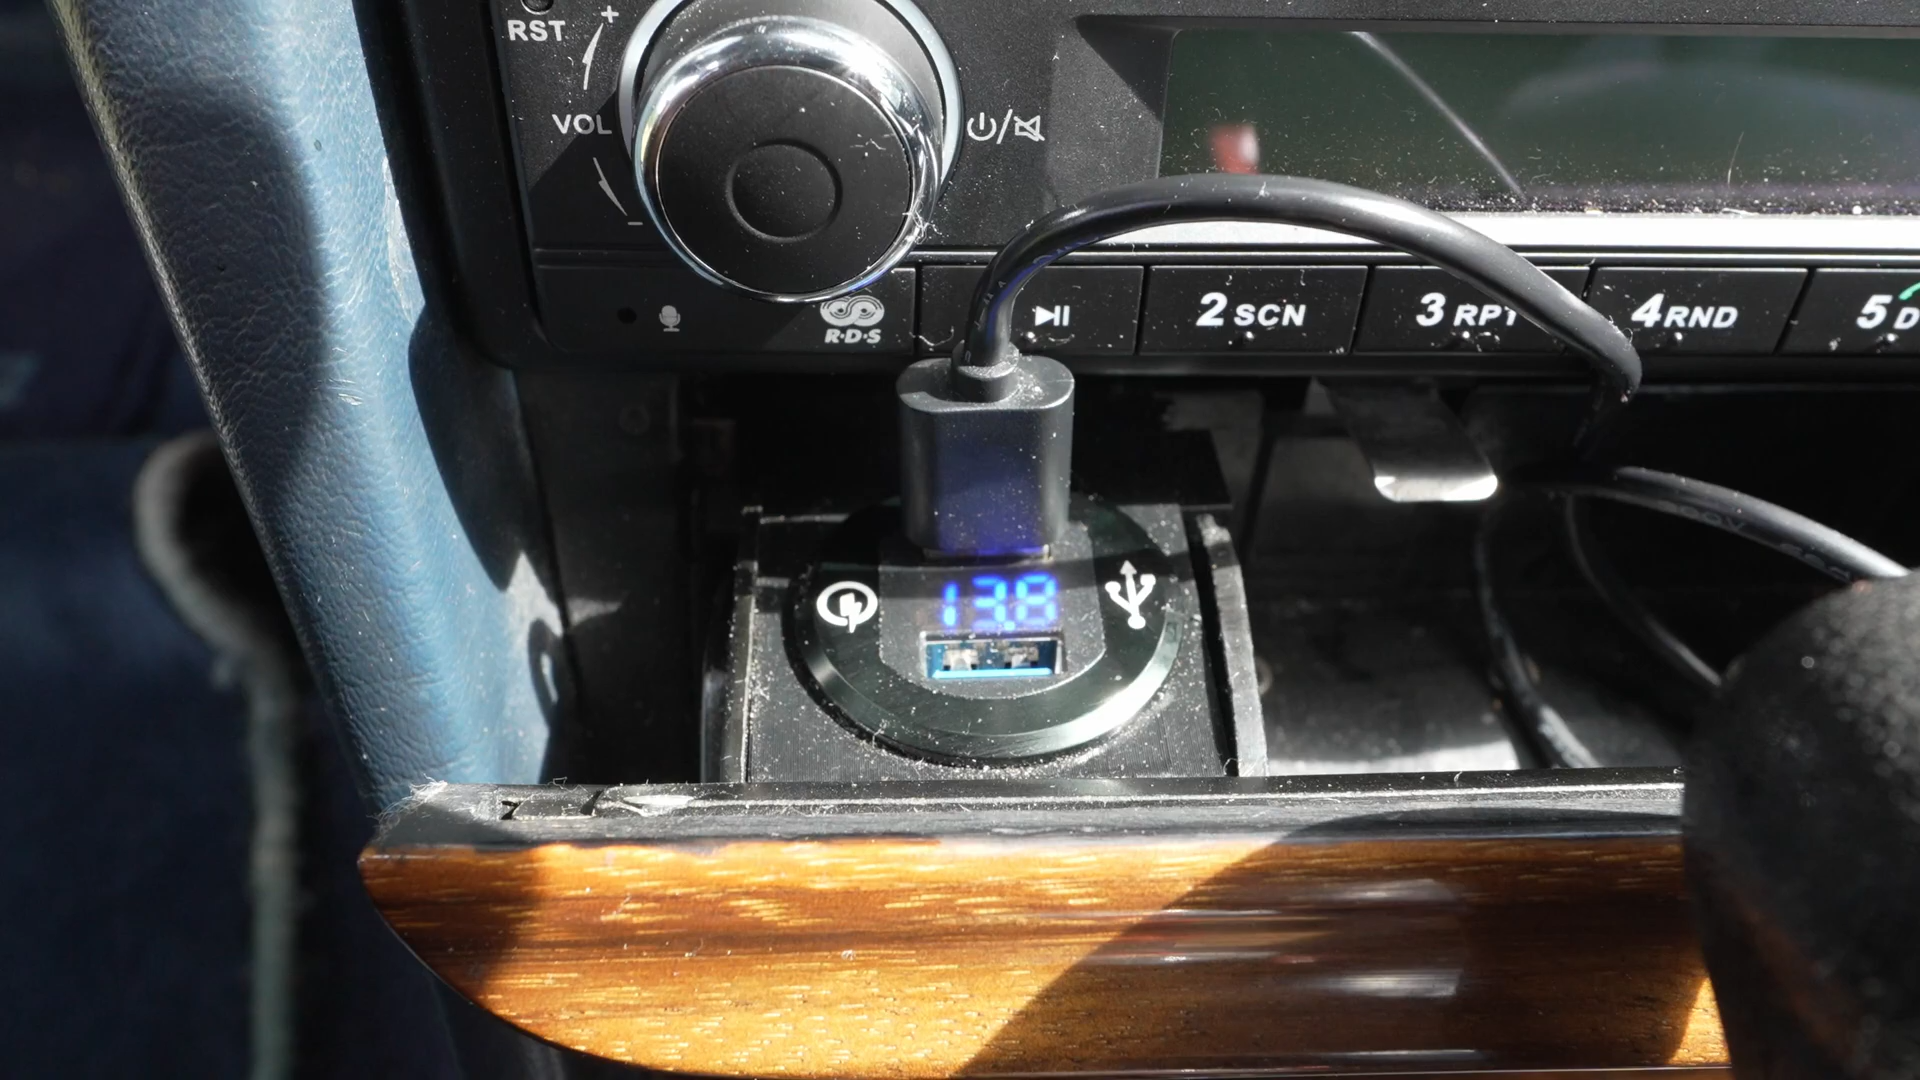 RST
+
VOL
-
R·D·S
2 SCN
3 RPT
4 RND
5 D
13.8